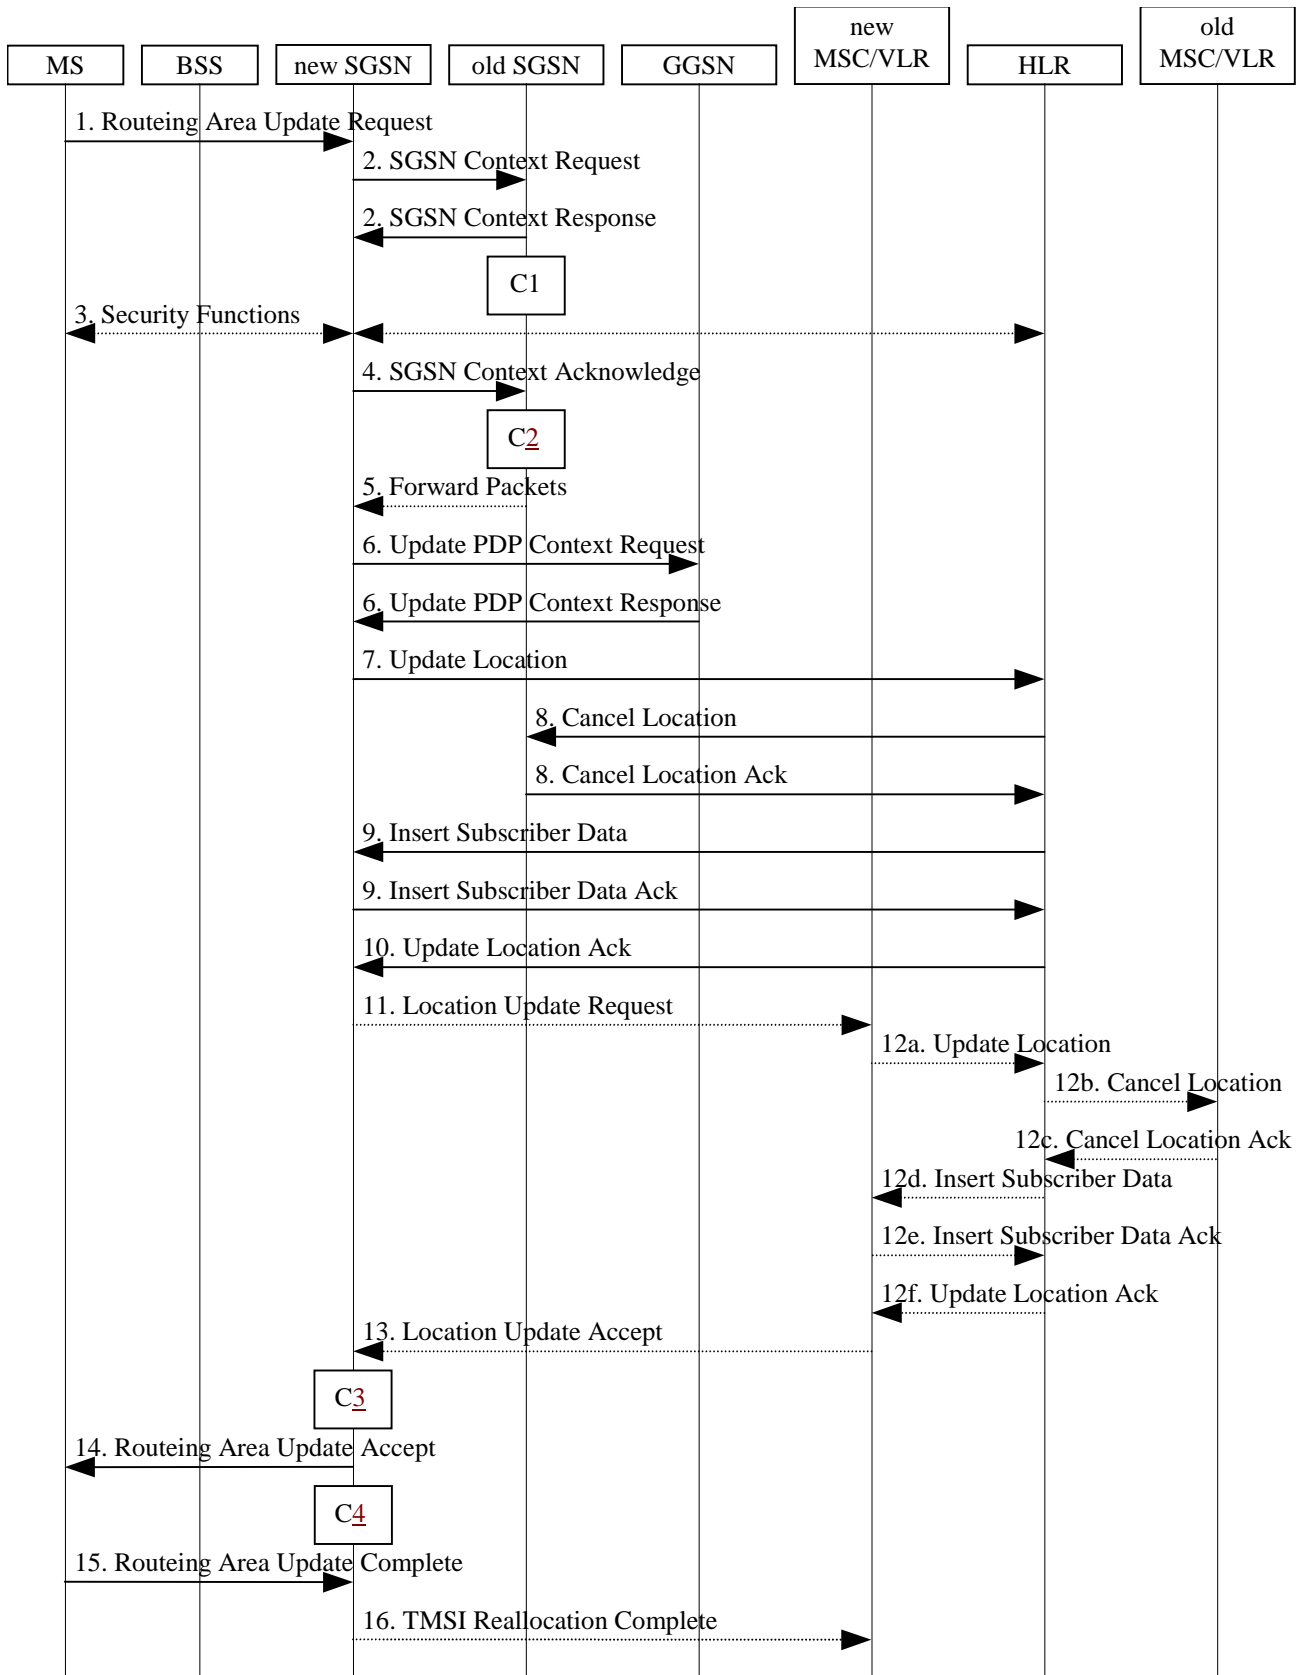 new
MSC/VLR
old
MSC/VLR
MS
BSS
new SGSN
old SGSN
GGSN
HLR
1. Routeing Area Update Request
2. SGSN Context Request
2. SGSN Context Response
C1
3. Security Functions
4. SGSN Context Acknowledge
C2
5. Forward Packets
6. Update PDP Context Request
6. Update PDP Context Response
7. Update Location
8. Cancel Location
8. Cancel Location Ack
9. Insert Subscriber Data
9. Insert Subscriber Data Ack
10. Update Location Ack
11. Location Update Request
12a. Update Location
12b. Cancel Location
12c. Cancel Location Ack
12d. Insert Subscriber Data
12e. Insert Subscriber Data Ack
12f. Update Location Ack
13. Location Update Accept
C3
14. Routeing Area Update Accept
C4
15. Routeing Area Update Complete
16. TMSI Reallocation Complete